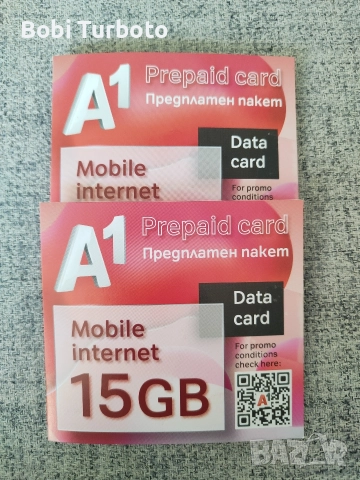 Bobi Turboto
A1
Prepaid card
Предплатен пакет
Data
card
Mobile
internet
For promo
conditions
A1
Prepaid card
Предплатен пакет
Data
card
Mobile
internet
15GB
For promo
conditions
check here:
A
BAZAR